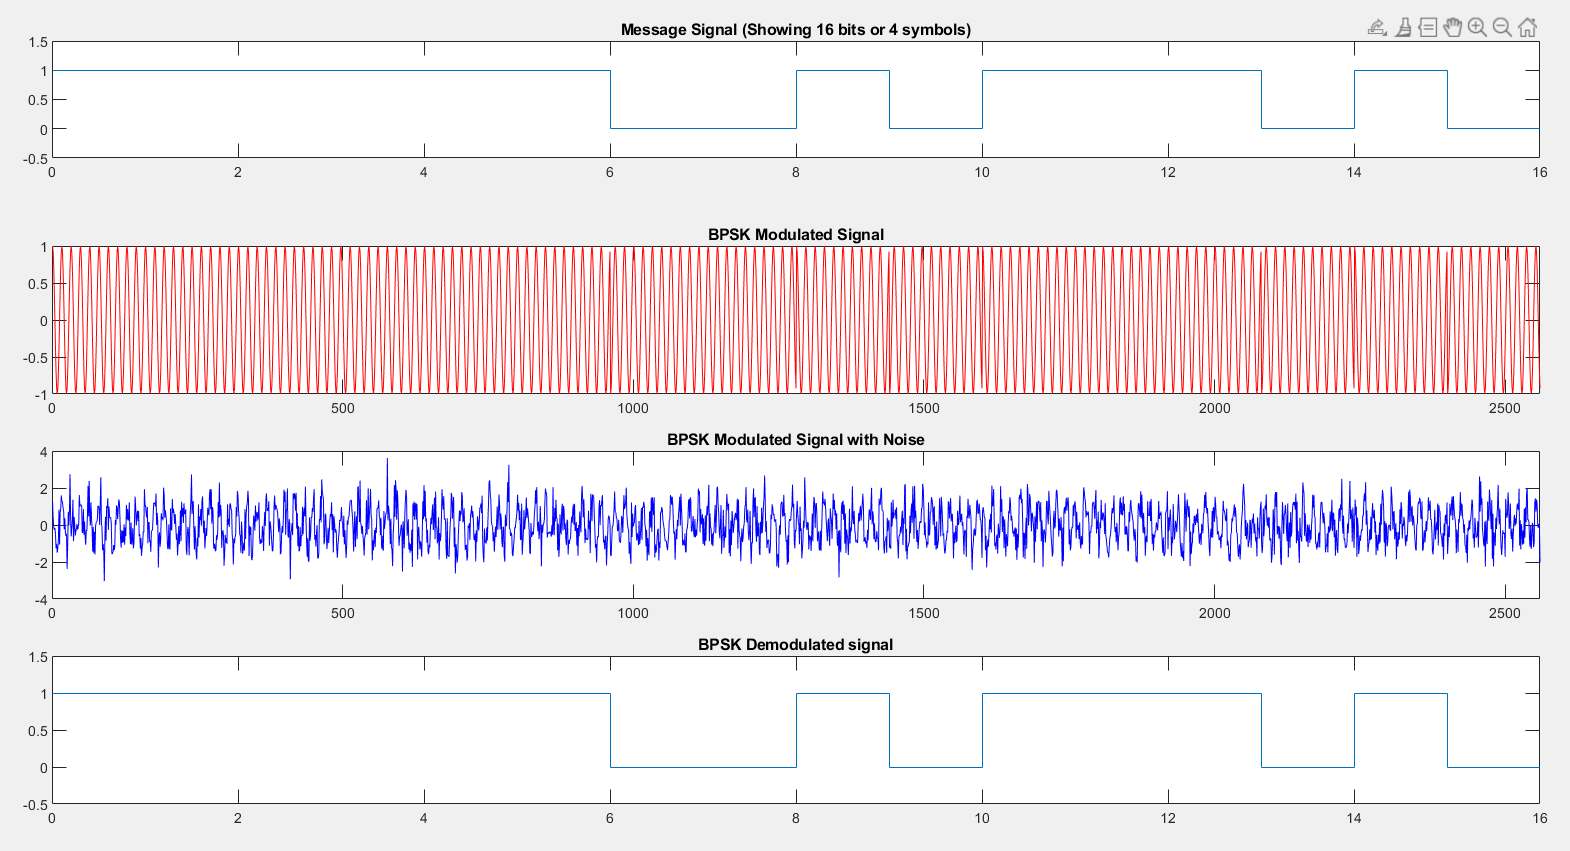 Message Signal (Showing 16 bits or 4 symbols)
1.5
1
0.5
0
-0.5
0 2 4 6 8 10 12 14 16
BPSK Modulated Signal
1
0.5
0
-0.5
-1
0 500 1000 1500 2000 2500
BPSK Modulated Signal with Noise
4
2
0
-2
-4
0 500 1000 1500 2000 2500
BPSK Demodulated signal
1.5
1
0.5
0
-0.5
0 2 4 6 8 10 12 14 16